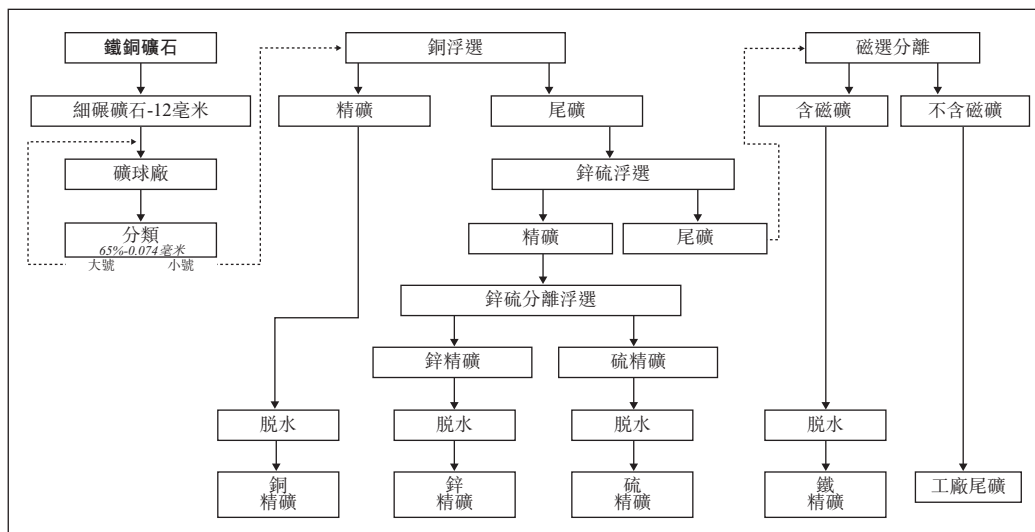 鐵銅礦石
銅浮選
磁選分離
細碾礦石-12毫米
精礦
尾礦
含磁礦
不含磁礦
礦球廠
鋅硫浮選
分類
65%-0.074毫米
大號
小號
精礦
尾礦
鋅硫分離浮選
鋅精礦
硫精礦
脱水
脱水
脱水
脱水
銅
精礦
鋅
精礦
硫
精礦
鐵
精礦
工廠尾礦